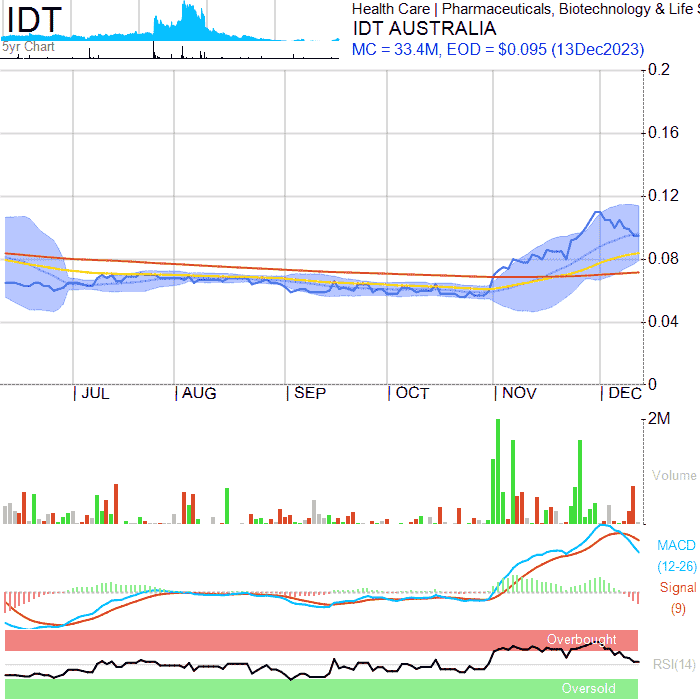 IDT
5yr Chart
Health Care | Pharmaceuticals, Biotechnology & Life
IDT AUSTRALIA
MC = 33.4M, EOD = $0.095 (13Dec2023)
0.2
0.16
0.12
0.08
0.04
0
JUL AUG SEP OCT NOV DEC
2M
Volume
MACD
(12-26)
Signal
(9)
Overbought
RSI(14)
Oversold